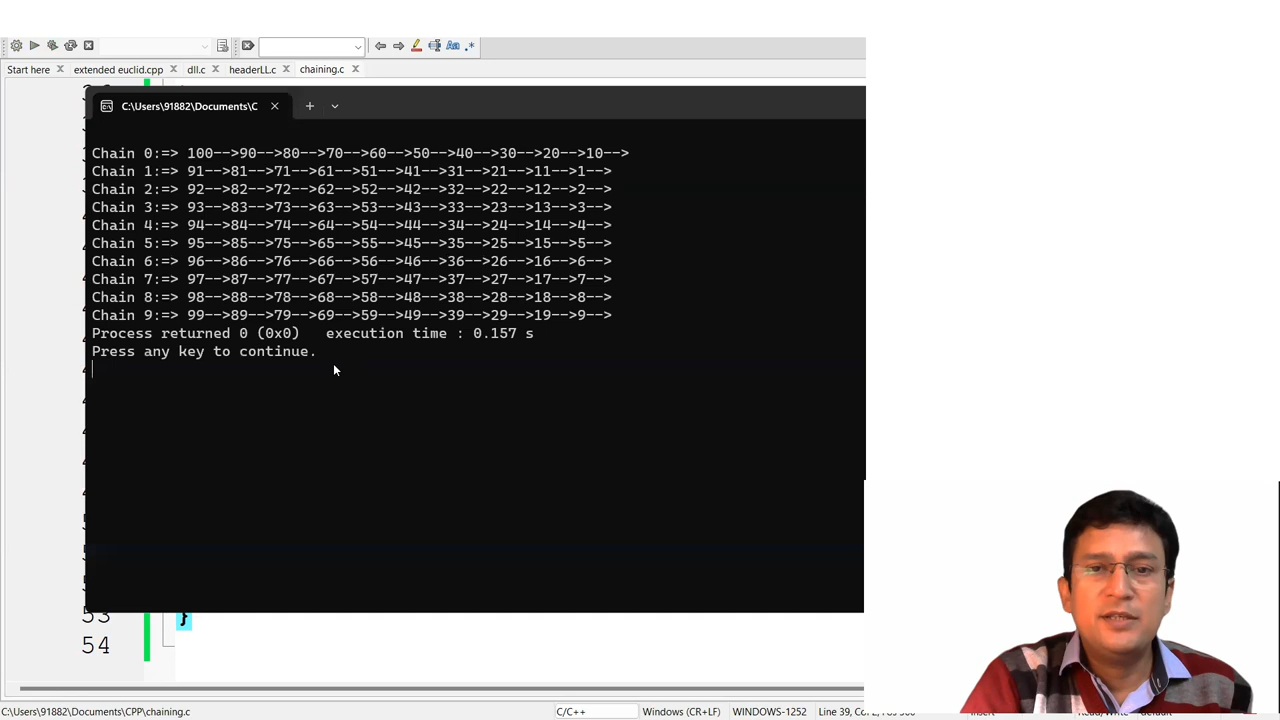 Start here extended euclid.cpp dll.c headerLL.c chaining.c
C:\Users\91882\Documents\C
Chain 0:=> 100-->90-->80-->70-->60-->50-->40-->30-->20-->10-->
Chain 1:=> 91-->81-->71-->61-->51-->41-->31-->21-->11-->1-->
Chain 2:=> 92-->82-->72-->62-->52-->42-->32-->22-->12-->2-->
Chain 3:=> 93-->83-->73-->63-->53-->43-->33-->23-->13-->3-->
Chain 4:=> 94-->84-->74-->64-->54-->44-->34-->24-->14-->4-->
Chain 5:=> 95-->85-->75-->65-->55-->45-->35-->25-->15-->5-->
Chain 6:=> 96-->86-->76-->66-->56-->46-->36-->26-->16-->6-->
Chain 7:=> 97-->87-->77-->67-->57-->47-->37-->27-->17-->7-->
Chain 8:=> 98-->88-->78-->68-->58-->48-->38-->28-->18-->8-->
Chain 9:=> 99-->89-->79-->69-->59-->49-->39-->29-->19-->9-->
Process returned 0 (0x0)   execution time : 0.157 s
Press any key to continue.
53 }
54
C:\Users\91882\Documents\CPP\chaining.c C/C++ Windows (CR+LF) WINDOWS-1252